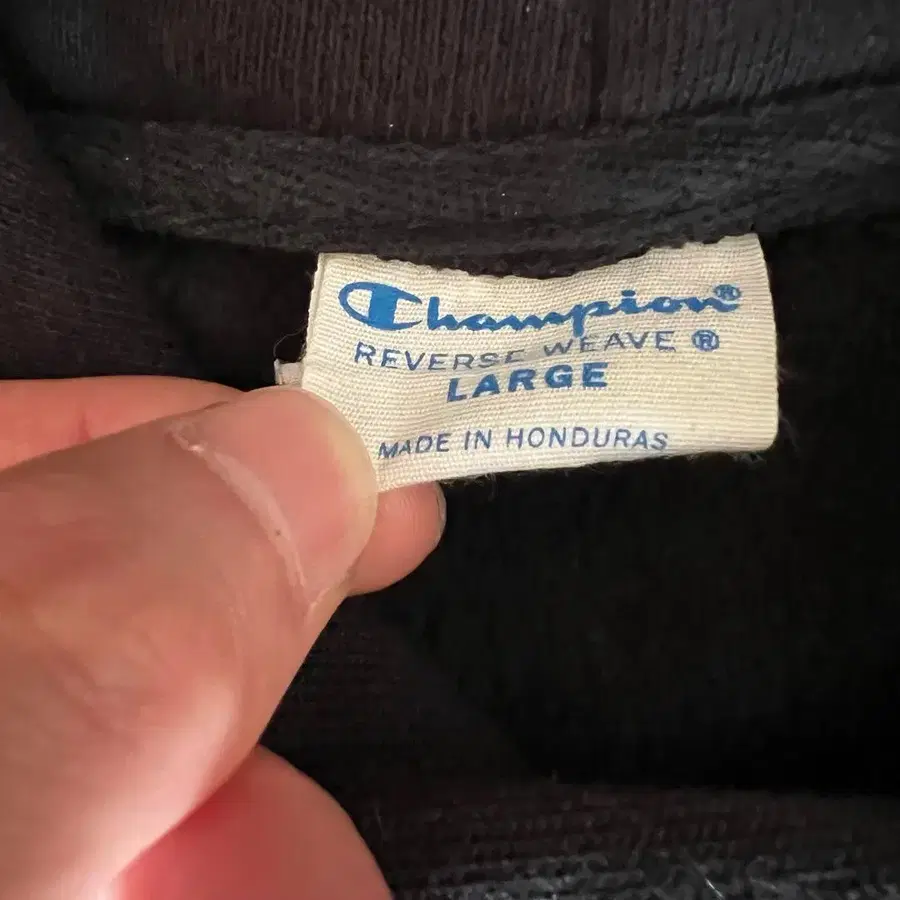 Champion®
REVERSE WEAVE ®
LARGE
MADE IN HONDURAS